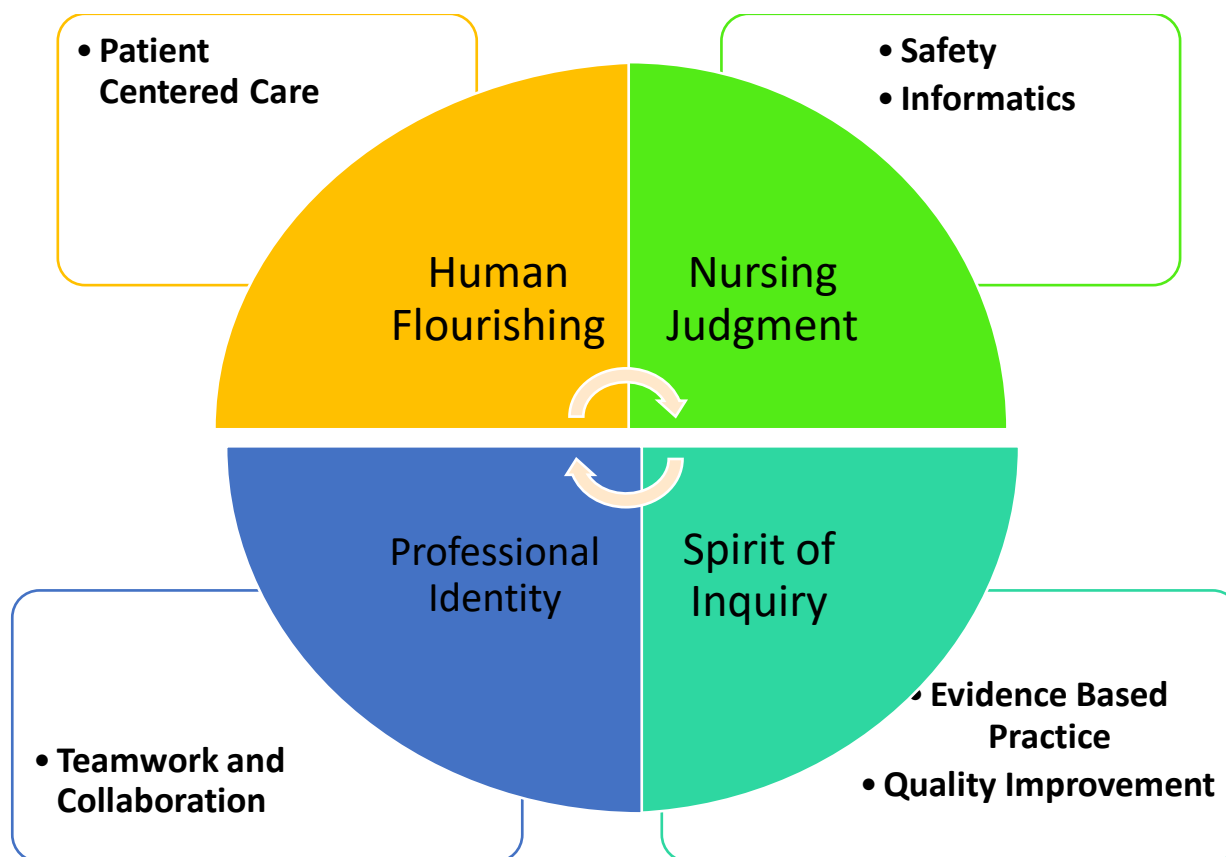 • Patient
Centered Care
• Safety
• Informatics
Human
Flourishing
Nursing
Judgment
Professional
Identity
Spirit of
Inquiry
• Teamwork and
Collaboration
• Evidence Based
Practice
• Quality Improvement